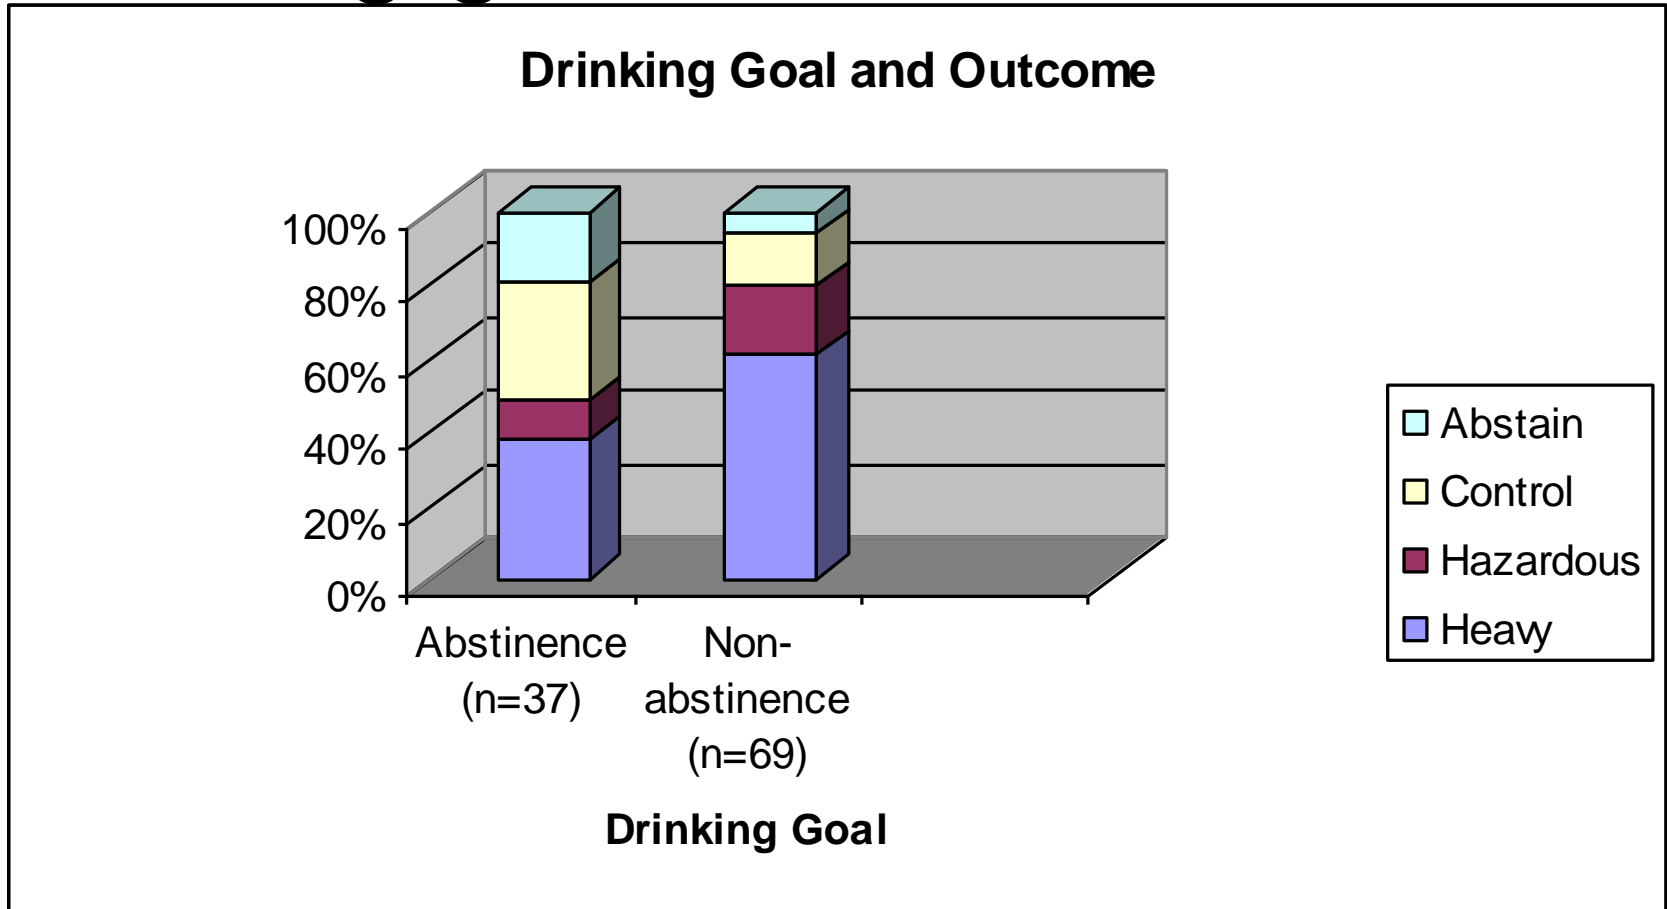 Drinking Goal and Outcome
100%
80%
60%
40%
20%
0%
Abstinence
(n=37)
Non-
abstinence
(n=69)
Drinking Goal
Abstain
Control
Hazardous
Heavy